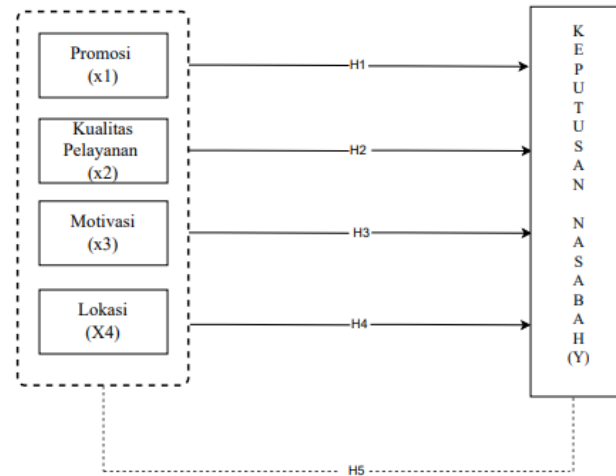 Promosi
(x1)
H1
Kualitas
Pelayanan
(x2)
H2
Motivasi
(x3)
H3
Lokasi
(X4)
H4
K
E
P
U
T
U
S
A
N
N
A
S
A
B
A
H
(Y)
H5